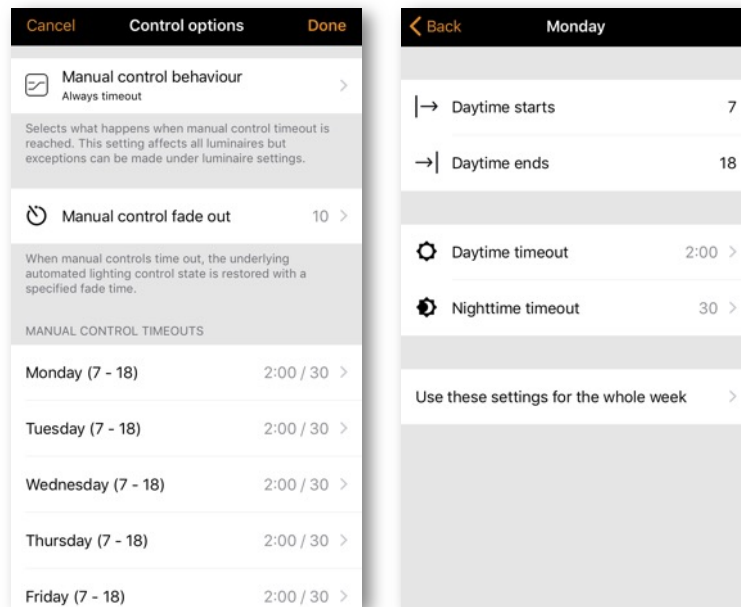 Cancel Control options Done
Manual control behaviour
Always timeout
Selects what happens when manual control timeout is
reached. This setting affects all luminaires but
exceptions can be made under luminaire settings.
Manual control fade out 10
When manual controls time out, the underlying
automated lighting control state is restored with a
specified fade time.
MANUAL CONTROL TIMEOUTS
Monday (7 - 18) 2:00 / 30
Tuesday (7 - 18) 2:00 / 30
Wednesday (7 - 18) 2:00 / 30
Thursday (7 - 18) 2:00 / 30
Friday (7 - 18) 2:00 / 30
Back Monday
Daytime starts 7
Daytime ends 18
Daytime timeout 2:00
Nighttime timeout 30
Use these settings for the whole week